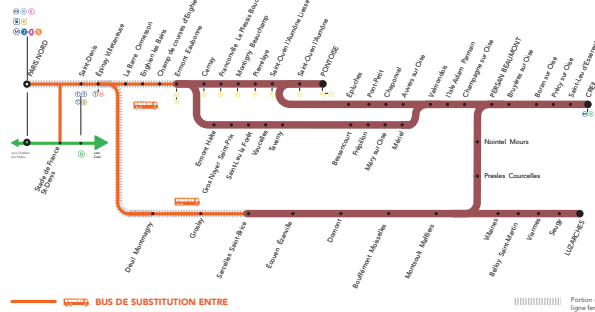 PARIS NORD
Saint-Denis
Épinay Villetaneuse
La Barre Ormesson
Enghien les Bains
Champ de courses d'Enghien
Ermont Eaubonne
Cernay
Franconville Le Plessis Bouc
Montigny Beauchamp
Pierrelaye
Saint-Ouen l'Aumône Liesse
Saint-Ouen l'Aumône
PONTOISE
Épluches
Pont-Petit
Chaponval
Auvers sur Oise
Valmondois
L'Isle Adam Parmain
Champagne sur Oise
PERSAN BEAUMONT
Bruyères sur Oise
Boran sur Oise
Précy sur Oise
Saint-Leu d'Esserent
CREIL
Stade de France
St-Denis
Ermont Halte
Gros Noyer Saint-Prix
Saint-Leu la Forêt
Vaucelles
Taverny
Bessancourt
Frépillon
Méry sur Oise
Mériel
Nointel Mours
Presles Courcelles
Deuil Montmagny
Groslay
Sarcelles Saint-Brice
Écouen Ézanville
Domont
Bouffémont Moisselles
Montsoult Maffliers
Villaines
Belloy Saint-Martin
Viarmes
Seugy
LUZARCHES
BUS DE SUBSTITUTION ENTRE
Portion
ligne fer